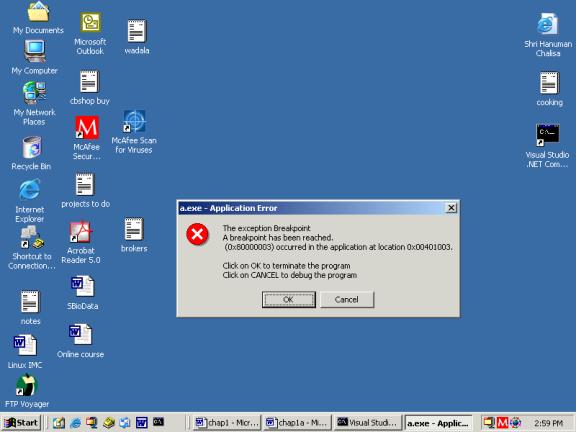 My Documents
Microsoft
Outlook
wadala
Shri Hanuman
Chalisa
My Computer
cbshop buy
cooking
My Network
Places
McAfee
Secur...
McAfee Scan
for Viruses
Visual Studio
.NET Com...
Recycle Bin
projects to do
Internet
Explorer
a.exe - Application Error
The exception Breakpoint
A breakpoint has been reached.
(0x80000003) occurred in the application at location 0x00401003.
Click on OK to terminate the program
Click on CANCEL to debug the program
OK
Cancel
brokers
Shortcut to
Connection...
Acrobat
Reader 5.0
SBioData
notes
Online course
Linux IMC
FTP Voyager
Start
chap1 - Micr...
chap1a - Mi...
Visual Studi...
a.exe - Applic...
2:59 PM